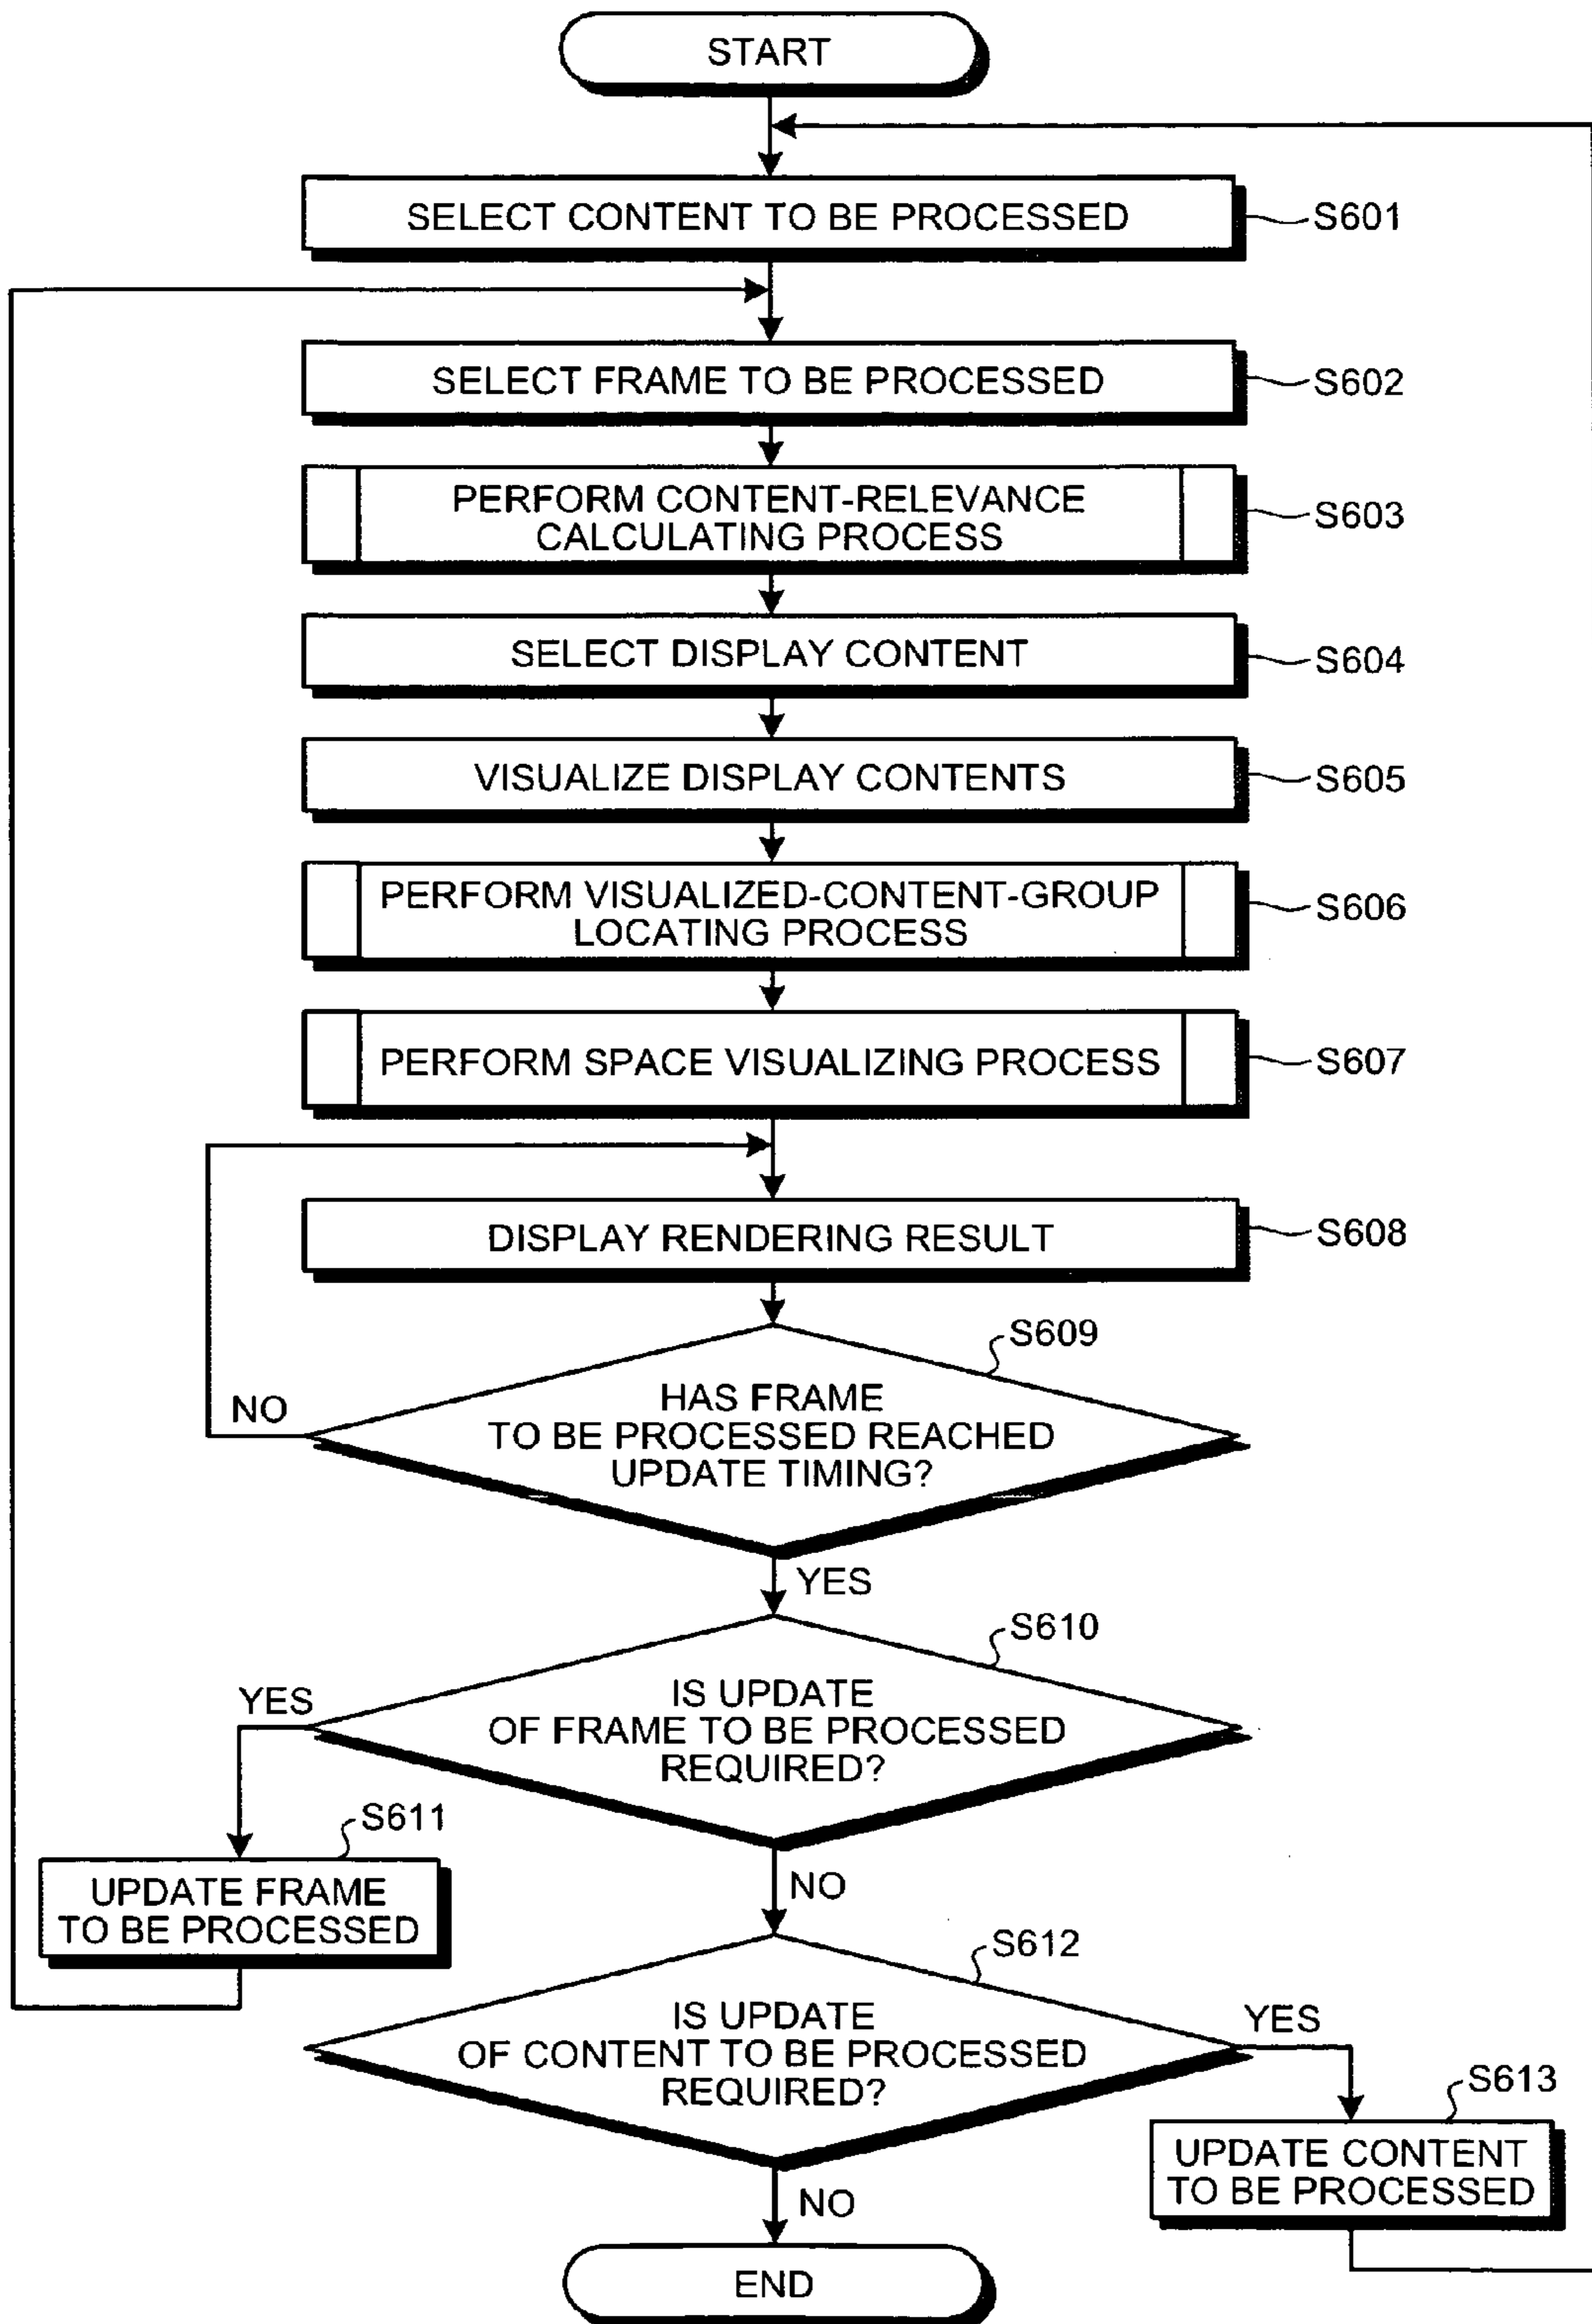 START
SELECT CONTENT TO BE PROCESSED
S601
SELECT FRAME TO BE PROCESSED
S602
PERFORM CONTENT-RELEVANCE
CALCULATING PROCESS
S603
SELECT DISPLAY CONTENT
S604
VISUALIZE DISPLAY CONTENTS
S605
PERFORM VISUALIZED-CONTENT-GROUP
LOCATING PROCESS
S606
PERFORM SPACE VISUALIZING PROCESS
S607
DISPLAY RENDERING RESULT
S608
S609
HAS FRAME
TO BE PROCESSED REACHED
UPDATE TIMING?
NO
YES
S610
IS UPDATE
OF FRAME TO BE PROCESSED
REQUIRED?
YES
S611
UPDATE FRAME
TO BE PROCESSED
NO
S612
IS UPDATE
OF CONTENT TO BE PROCESSED
REQUIRED?
YES
S613
UPDATE CONTENT
TO BE PROCESSED
NO
END